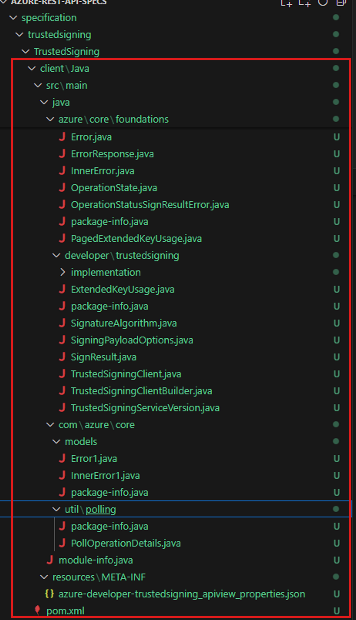 AZURE-REST-API-SPECS
specification
trustedsigning
TrustedSigning
client\Java
src\main
java
azure\core\foundations
Error.java U
ErrorResponse.java U
InnerError.java U
OperationState.java U
OperationStatusSignResultError.java U
package-info.java U
PagedExtendedKeyUsage.java U
developer\trustedsigning
implementation
ExtendedKeyUsage.java U
package-info.java U
SignatureAlgorithm.java U
SigningPayloadOptions.java U
SignResult.java U
TrustedSigningClient.java U
TrustedSigningClientBuilder.java U
TrustedSigningServiceVersion.java U
com\azure\core
models
Error1.java U
InnerError1.java U
package-info.java U
util\polling
package-info.java U
PollOperationDetails.java U
module-info.java U
resources\META-INF
{} azure-developer-trustedsigning_apiview_properties.json U
pom.xml U